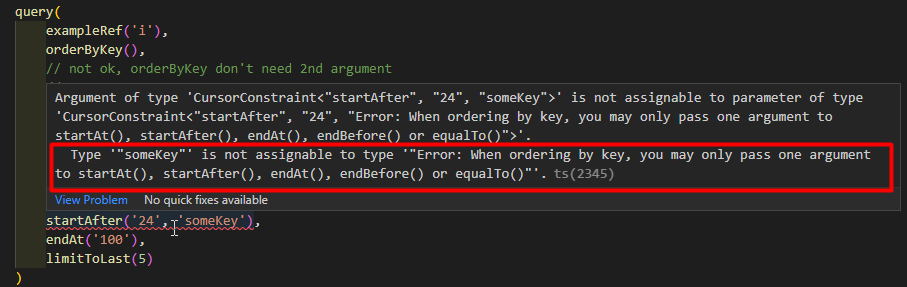 query(
exampleRef('i'),
orderByKey(),
// not ok, orderByKey don't need 2nd argument
Argument of type 'CursorConstraint<"startAfter", "24", "someKey">' is not assignable to parameter of type
'CursorConstraint<"startAfter", "24", "Error: When ordering by key, you may only pass one argument to
startAt(), startAfter(), endAt(), endBefore() or equalTo()">'.
Type '"someKey"' is not assignable to type '"Error: When ordering by key, you may only pass one argument
to startAt(), startAfter(), endAt(), endBefore() or equalTo()"'. ts(2345)
View Problem No quick fixes available
startAfter('24', 'someKey'),
endAt('100'),
limitToLast(5)
)